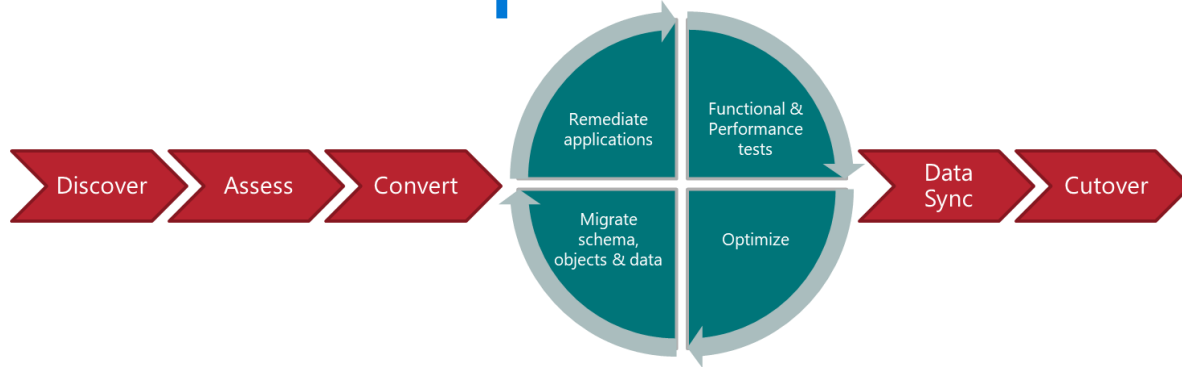 Discover
Assess
Convert
Remediate
applications
Functional &
Performance
tests
Migrate
schema,
objects & data
Optimize
Data
Sync
Cutover